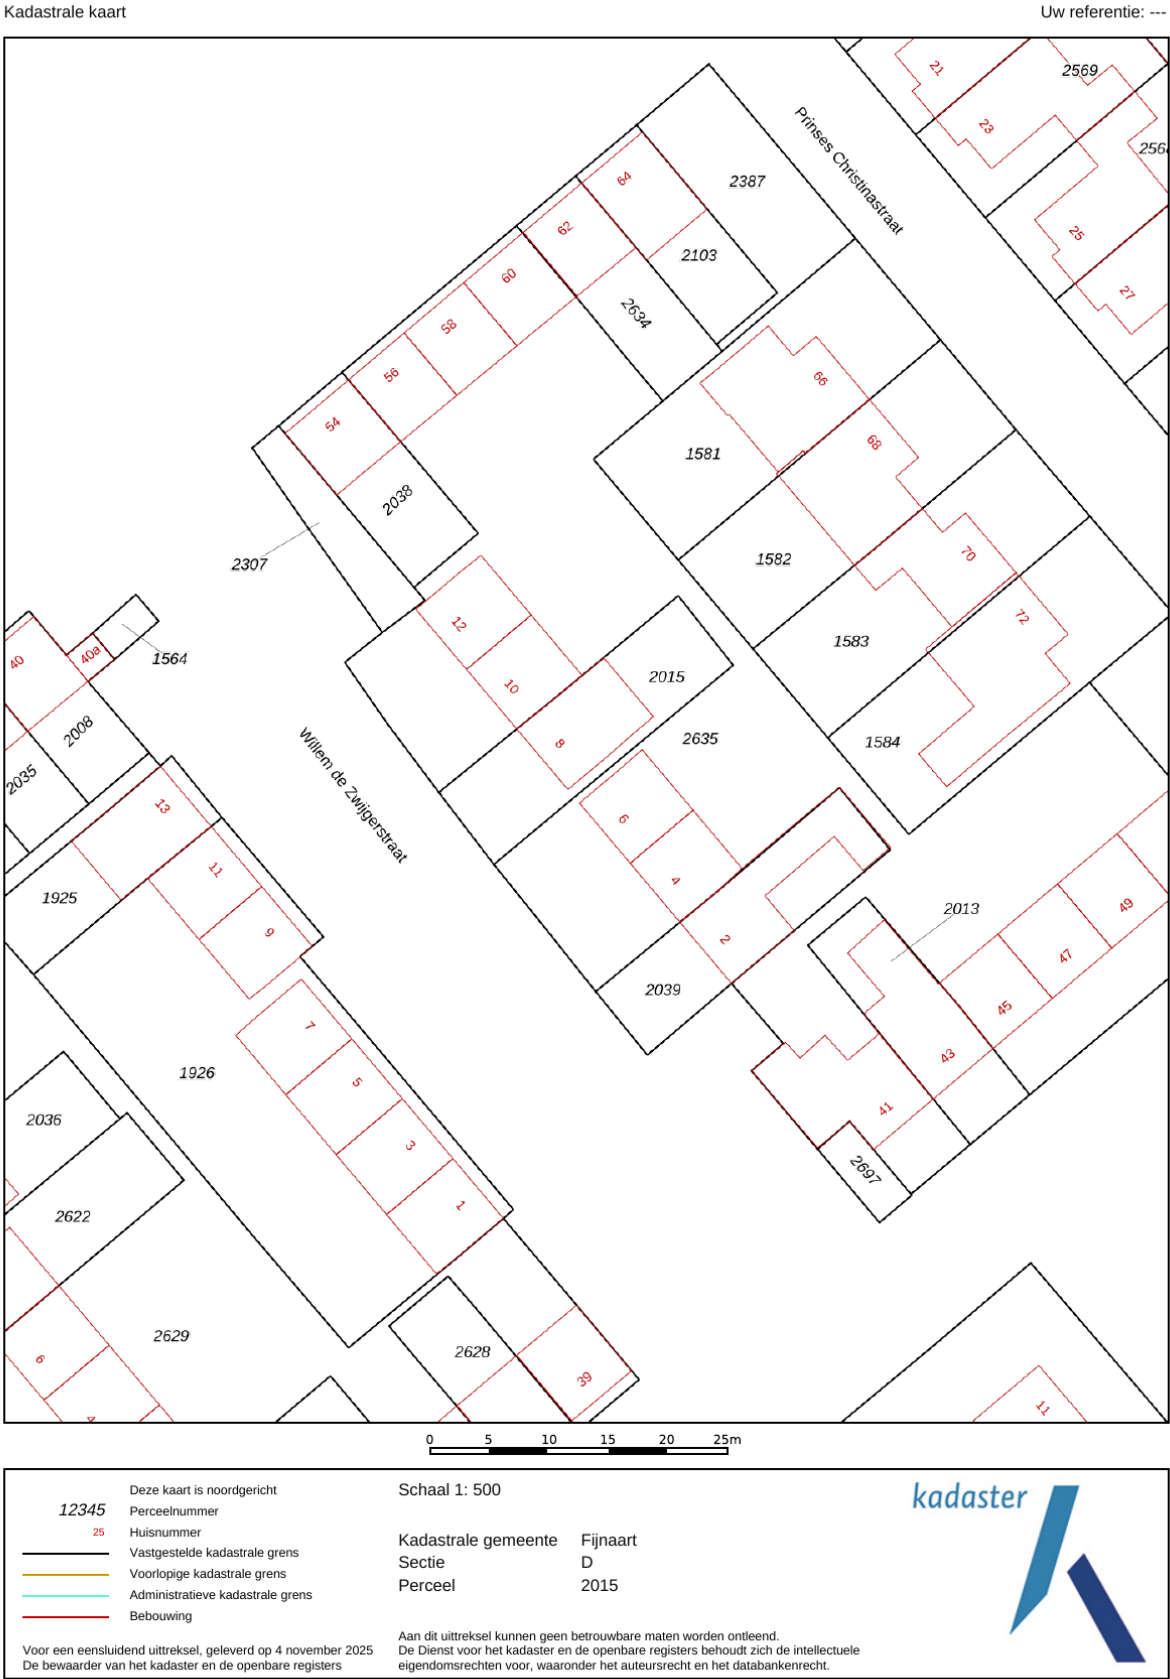 Kadastrale kaart
Uw referentie: ---
21
2569
23
Prinses Christinastraat
64
2387
62
25
2103
60
27
2634
58
56
66
54
68
1581
2038
1582
70
2307
12
72
40
40a
1564
1583
2015
10
2008
2635
8
1584
2035
Willem de Zwijgerstraat
13
6
11
4
1925
49
2013
9
2
47
2039
45
7
43
1926
5
41
2036
3
2697
1
2622
2629
2628
6
39
4
11
0 5 10 15 20 25m
Deze kaart is noordgericht
12345 Perceelnummer
25 Huisnummer
Vastgestelde kadastrale grens
Voorlopige kadastrale grens
Administratieve kadastrale grens
Bebouwing
Voor een eensluidend uittreksel, geleverd op 4 november 2025
De bewaarder van het kadaster en de openbare registers
Schaal 1: 500
Kadastrale gemeente Fijnaart
Sectie D
Perceel 2015
Aan dit uittreksel kunnen geen betrouwbare maten worden ontleend.
De Dienst voor het kadaster en de openbare registers behoudt zich de intellectuele
eigendomsrechten voor, waaronder het auteursrecht en het databankenrecht.
kadaster